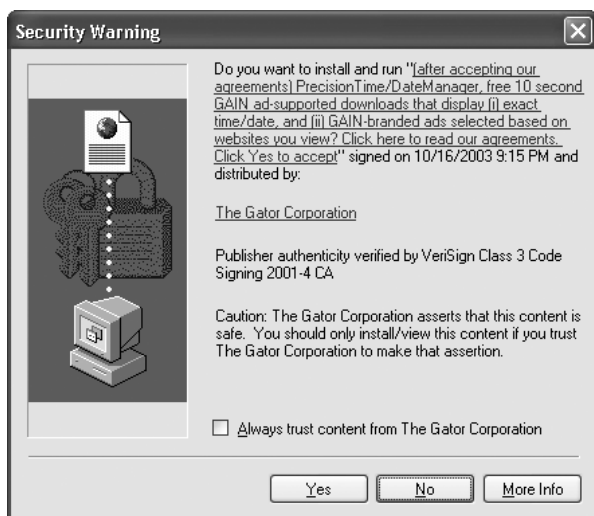 Security Warning
Do you want to install and run "(after accepting our
agreements) PrecisionTime/DateManager, free 10 second
GAIN ad-supported downloads that display (i) exact
time/date, and (ii) GAIN-branded ads selected based on
websites you view? Click here to read our agreements.
Click Yes to accept" signed on 10/16/2003 9:15 PM and
distributed by:
The Gator Corporation
Publisher authenticity verified by VeriSign Class 3 Code
Signing 2001-4 CA
Caution: The Gator Corporation asserts that this content is
safe. You should only install/view this content if you trust
The Gator Corporation to make that assertion.
Always trust content from The Gator Corporation
Yes No More Info